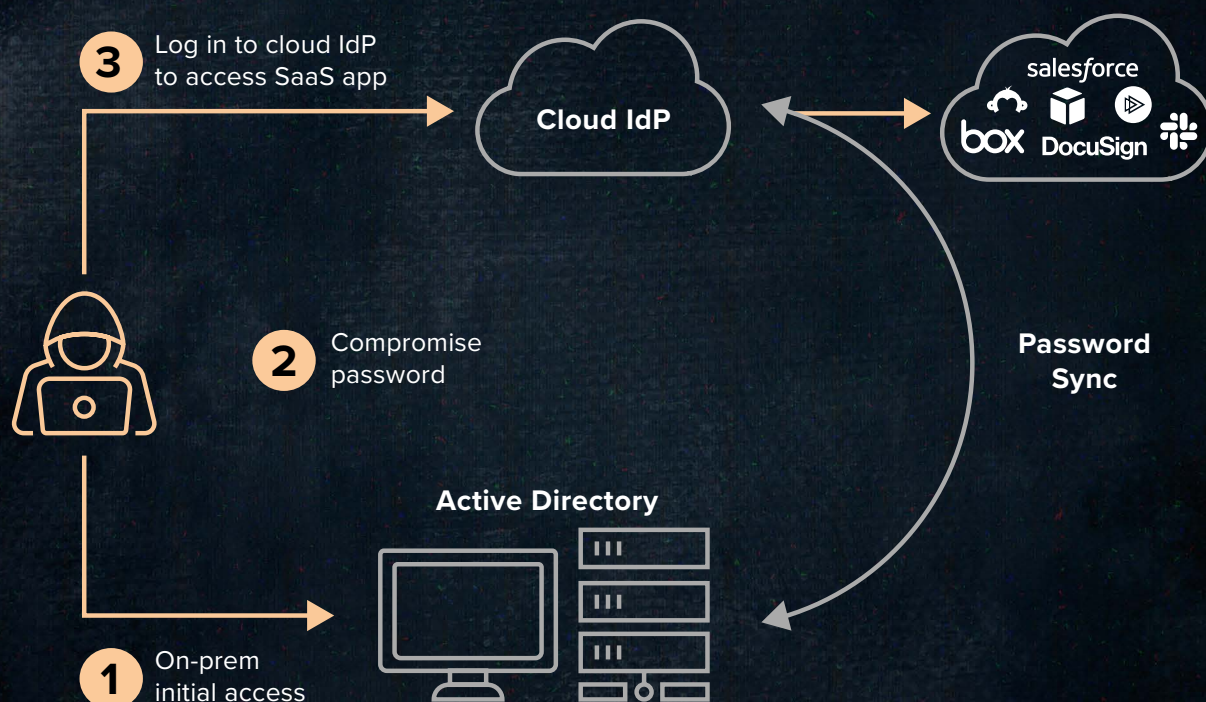 3
Log in to cloud IdP
to access SaaS app
Cloud IdP
salesforce
box
DocuSign
2
Compromise
password
Password
Sync
Active Directory
1
On-prem
initial access